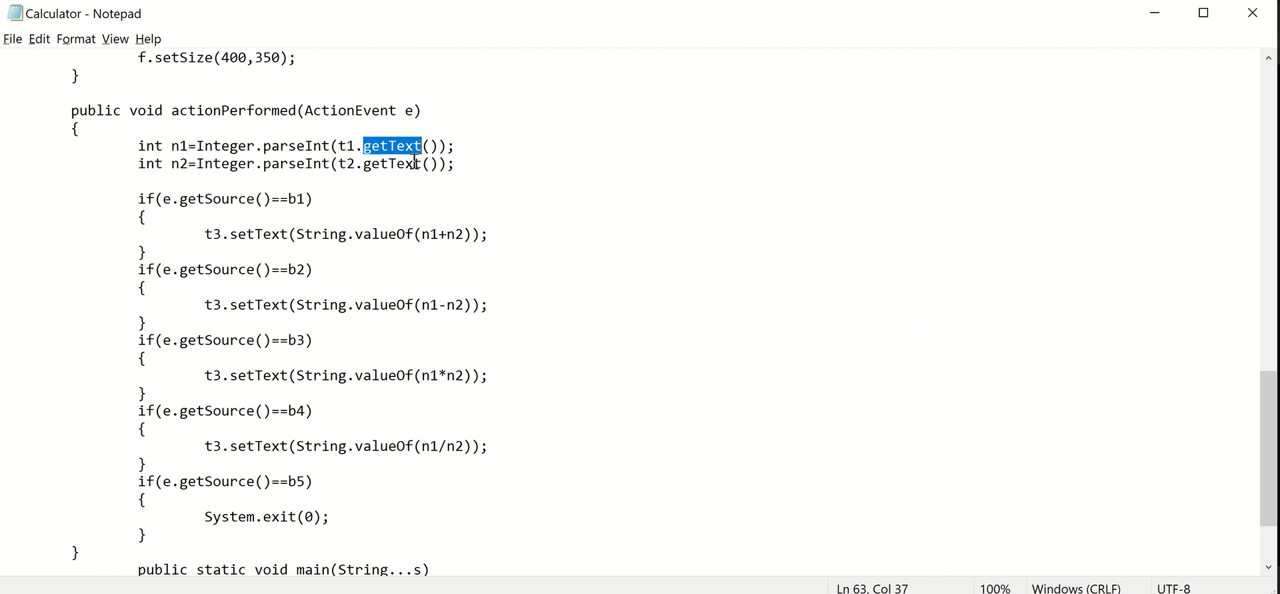 Calculator - Notepad
File Edit Format View Help
f.setSize(400,350);
}
public void actionPerformed(ActionEvent e)
{
int n1=Integer.parseInt(t1.getText());
int n2=Integer.parseInt(t2.getText());
if(e.getSource()==b1)
{
t3.setText(String.valueOf(n1+n2));
}
if(e.getSource()==b2)
{
t3.setText(String.valueOf(n1-n2));
}
if(e.getSource()==b3)
{
t3.setText(String.valueOf(n1*n2));
}
if(e.getSource()==b4)
{
t3.setText(String.valueOf(n1/n2));
}
if(e.getSource()==b5)
{
System.exit(0);
}
}
public static void main(String...s)
Ln 63, Col 37 100% Windows (CRLF) UTF-8